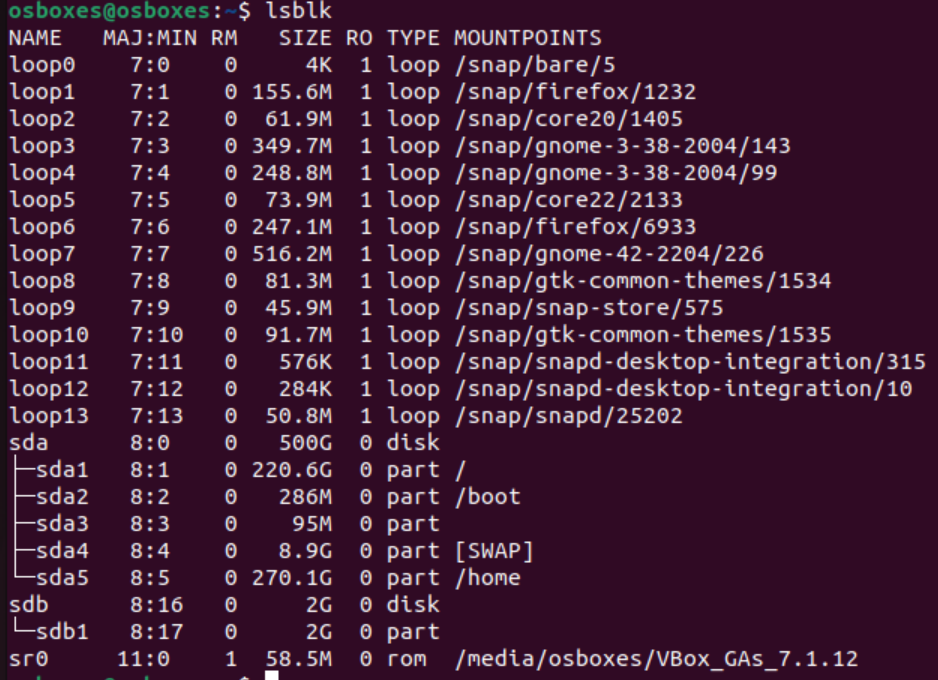 osboxes@osboxes:~$ lsblk
NAME   MAJ:MIN RM   SIZE RO TYPE MOUNTPOINTS
loop0    7:0    0     4K  1 loop /snap/bare/5
loop1    7:1    0 155.6M  1 loop /snap/firefox/1232
loop2    7:2    0  61.9M  1 loop /snap/core20/1405
loop3    7:3    0 349.7M  1 loop /snap/gnome-3-38-2004/143
loop4    7:4    0 248.8M  1 loop /snap/gnome-3-38-2004/99
loop5    7:5    0  73.9M  1 loop /snap/core22/2133
loop6    7:6    0 247.1M  1 loop /snap/firefox/6933
loop7    7:7    0 516.2M  1 loop /snap/gnome-42-2204/226
loop8    7:8    0  81.3M  1 loop /snap/gtk-common-themes/1534
loop9    7:9    0  45.9M  1 loop /snap/snap-store/575
loop10   7:10   0  91.7M  1 loop /snap/gtk-common-themes/1535
loop11   7:11   0   576K  1 loop /snap/snapd-desktop-integration/315
loop12   7:12   0   284K  1 loop /snap/snapd-desktop-integration/10
loop13   7:13   0  50.8M  1 loop /snap/snapd/25202
sda      8:0    0   500G  0 disk
├─sda1   8:1    0 220.6G  0 part /
├─sda2   8:2    0   286M  0 part /boot
├─sda3   8:3    0    95M  0 part
├─sda4   8:4    0   8.9G  0 part [SWAP]
└─sda5   8:5    0 270.1G  0 part /home
sdb      8:16   0     2G  0 disk
└─sdb1   8:17   0     2G  0 part
sr0     11:0    1  58.5M  0 rom  /media/osboxes/VBox_GAs_7.1.12